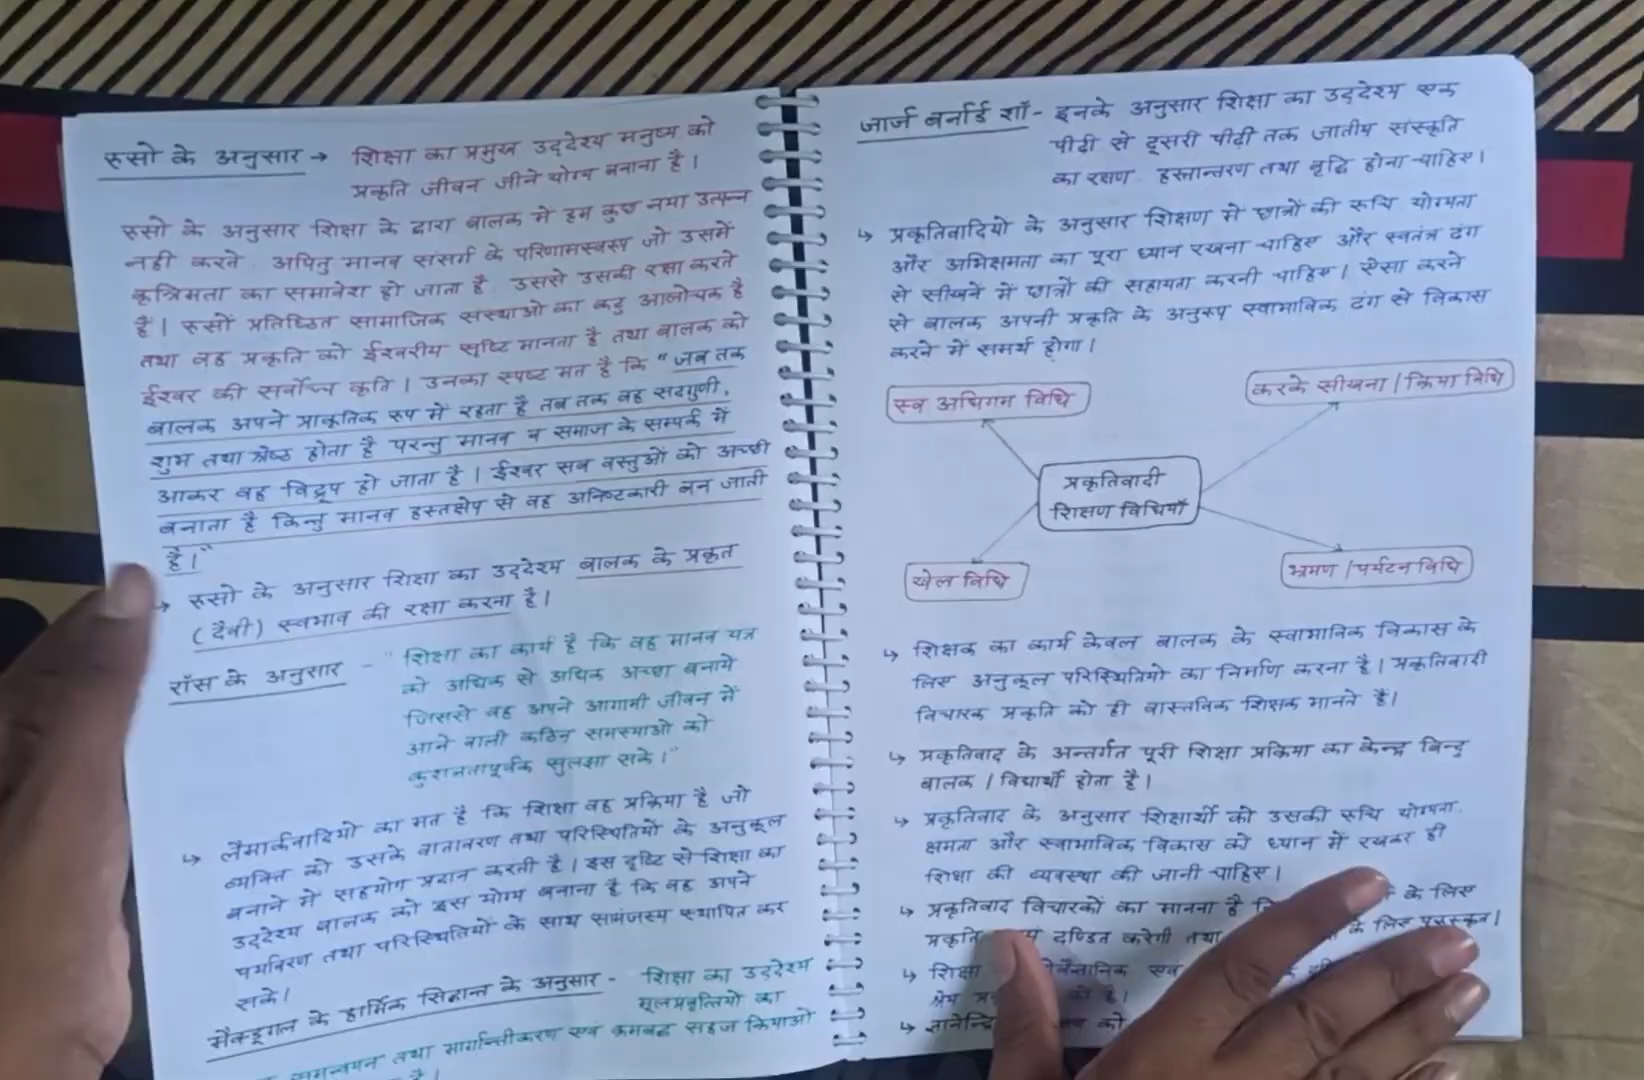 रूसो के अनुसार → शिक्षा का प्रमुख उद्देश्य मनुष्य को
प्रकृति जीवन जीने योग्य बनाना है।
रूसो के अनुसार शिक्षा के द्वारा बालक में हम कुछ नया उत्पन्न
नहीं करते अपितु मानव संसर्ग के परिणामस्वरूप जो उसमें
कृत्रिमता का समावेश हो जाता है उससे उसकी रक्षा करते
हैं। रूसों प्रतिष्ठित सामाजिक संस्थाओ का कटु आलोचक है
तथा वह प्रकृति को ईश्वरीय सृष्टि मानता है तथा बालक को
ईश्वर की सर्वोच्च कृति। उनका स्पष्ट मत है कि "जब तक
बालक अपने प्राकृतिक रूप में रहता है तब तक वह सदगुणी,
शुभ तथा श्रेष्ठ होता है परन्तु मानव व समाज के सम्पर्क में
आकर वह विद्रूप हो जाता है। ईश्वर सब वस्तुओं को अच्छी
बनाता है किन्तु मानव हस्तक्षेप से वह अनिष्टकारी बन जाती
है।"
→ रूसो के अनुसार शिक्षा का उद्देश्य बालक के प्रकृत
(दैवी) स्वभाव की रक्षा करना है।
रॉस के अनुसार - "शिक्षा का कार्य है कि वह मानव यंत्र
को अधिक से अधिक अच्छा बनाये
जिससे वह अपने आगामी जीवन में
आने वाली कठिन समस्याओ को
कुशलतापूर्वक सुलझा सके।"
↳ लैमार्कवादियो का मत है कि शिक्षा वह प्रक्रिया है जो
व्यक्ति को उसके वातावरण तथा परिस्थितियों के अनुकूल
बनाने में सहयोग प्रदान करती है। इस दृष्टि से शिक्षा का
उद्देश्य बालक को इस योग्य बनाना है कि वह अपने
पर्यावरण तथा परिस्थितियों के साथ सामंजस्य स्थापित कर
सके।
मैक्डूगल के हार्मिक सिद्धान्त के अनुसार - शिक्षा का उद्देश्य
मूलप्रवृत्तियो का
समन्वयन तथा मार्गान्तीकरण एवं क्रमबद्ध सहज क्रियाओ
है।
जार्ज बर्नार्ड शॉ - इनके अनुसार शिक्षा का उद्देश्य एक
पीढ़ी से दूसरी पीढ़ी तक जातीय संस्कृति
का रक्षण हस्तान्तरण तथा वृद्धि होना चाहिए।
↳ प्रकृतिवादियो के अनुसार शिक्षण मे छात्रों की रूचि योग्यता
और अभिक्षमता का पूरा ध्यान रखना चाहिए और स्वतंत्र ढंग
से सीखनें में छात्रों की सहायता करनी चाहिए। ऐसा करने
से बालक अपनी प्रकृति के अनुरूप स्वाभाविक ढंग से विकास
करने में समर्थ होगा।
स्व अधिगम विधि
करके सीखना / क्रिया विधि
प्रकृतिवादी
शिक्षण विधियाँ
खेल विधि
भ्रमण / पर्यटन विधि
↳ शिक्षक का कार्य केवल बालक के स्वाभाविक विकास के
लिए अनुकूल परिस्थितियो का निर्माण करना है। प्रकृतिवादी
विचारक प्रकृति को ही वास्तविक शिक्षक मानते हैं।
↳ प्रकृतिवाद के अन्तर्गत पूरी शिक्षा प्रक्रिया का केन्द्र बिन्दु
बालक / विद्यार्थी होता है।
↳ प्रकृतिवाद के अनुसार शिक्षार्थी को उसकी रूचि योग्यता,
क्षमता और स्वाभाविक विकास को ध्यान में रखकर ही
शिक्षा की व्यवस्था की जानी चाहिए।
↳ प्रकृतिवाद विचारकों का मानना है के लिए
प्रकृति दण्डित करेगी तथा के लिए पुरस्कृत।
↳ शिक्षा एवं
↳ को